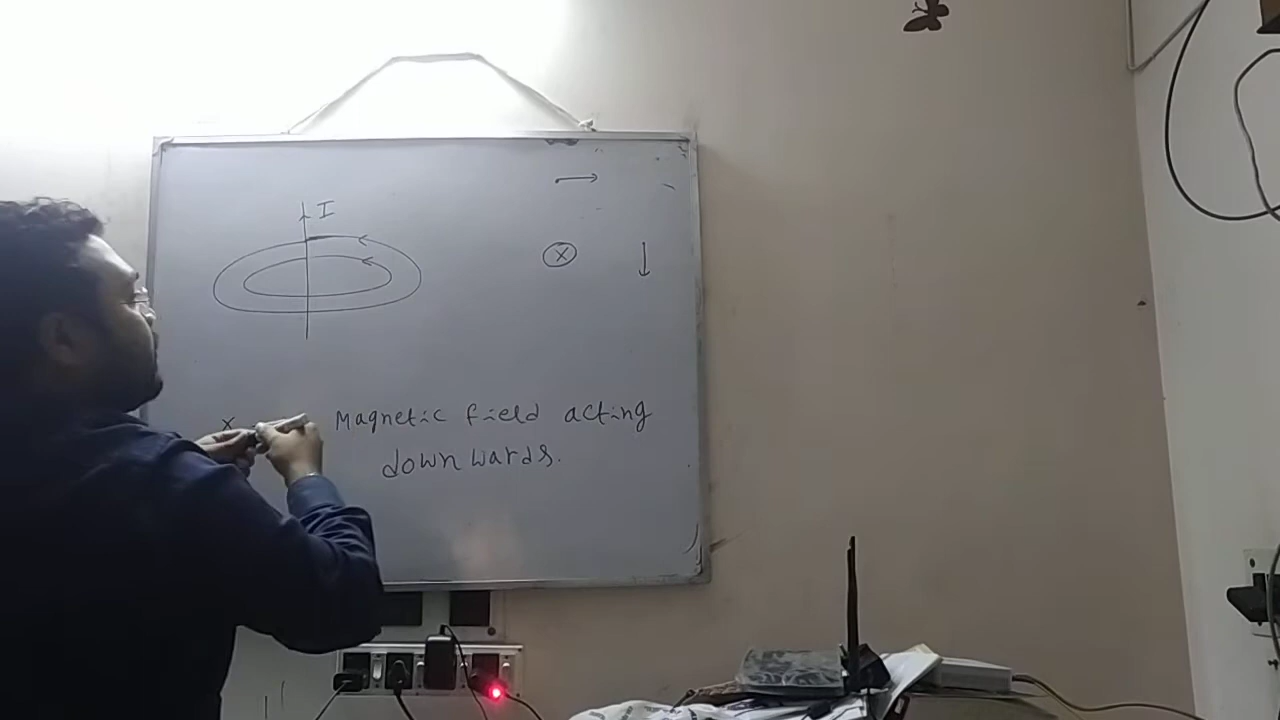 I
X
X Magnetic field acting
downwards.